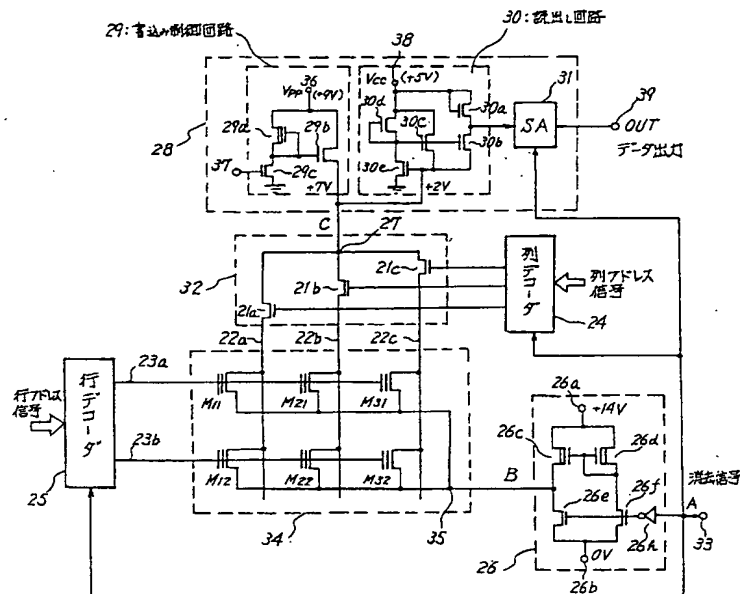 29:書込み制御回路
30:読出し回路
36
Vpp (+9V)
29a
29b
37
29c
+7V
28
38
Vcc (+5V)
30d
30c
30a
30b
30e
+2V
31
SA
39
OUT
データ出力
C
27
32
21c
21b
21a
22a
22b
22c
列デコーダ
24
列アドレス信号
行アドレス信号
行デコーダ
25
23a
23b
M11
M21
M31
M12
M22
M32
34
35
B
26a
+14V
26c
26d
26e
26f
26h
0V
26
26b
消去信号
A
33